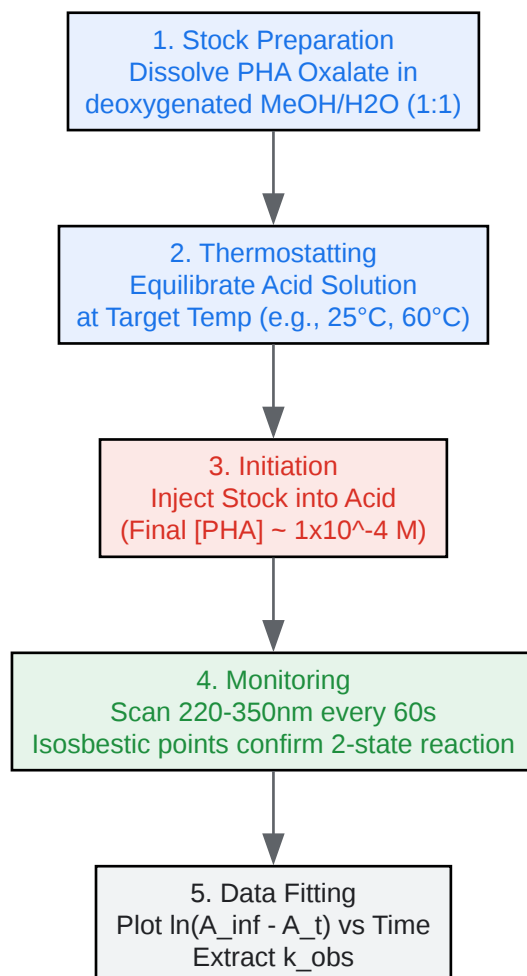 1. Stock Preparation
Dissolve PHA Oxalate in
deoxygenated MeOH/H2O (1:1)
2. Thermostatting
Equilibrate Acid Solution
at Target Temp (e.g., 25°C, 60°C)
3. Initiation
Inject Stock into Acid
(Final [PHA] ~ 1x10^-4 M)
4. Monitoring
Scan 220-350nm every 60s
Isosbestic points confirm 2-state reaction
5. Data Fitting
Plot ln(A_inf - A_t) vs Time
Extract k_obs